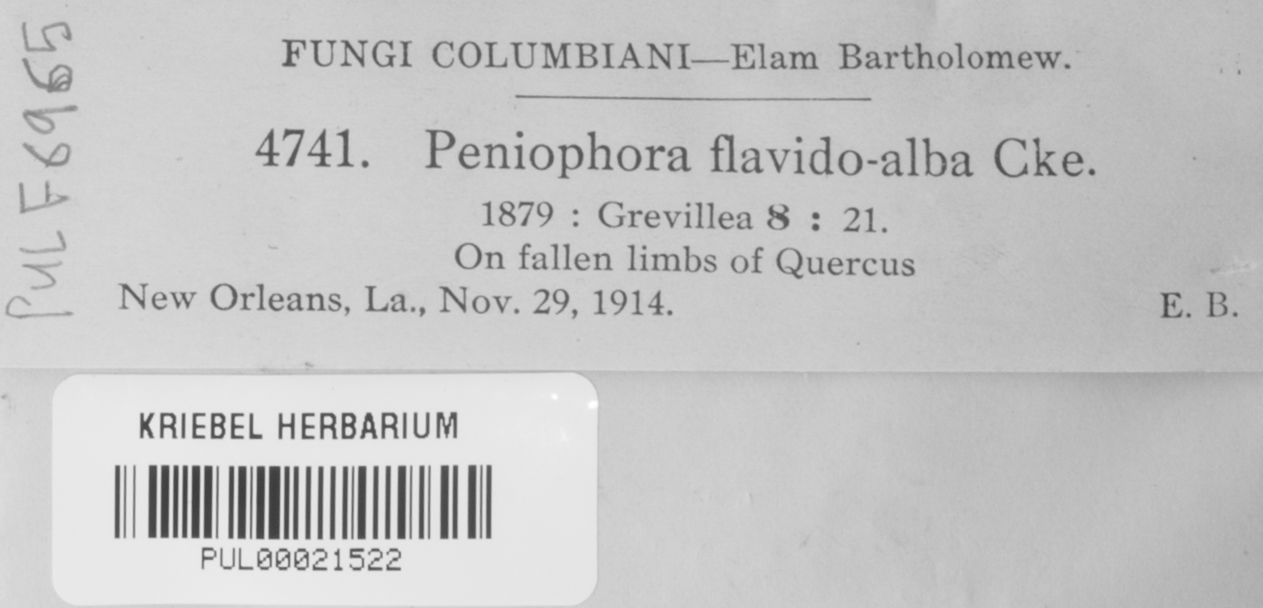 FUNGI COLUMBIANI—Elam Bartholomew.
4741. Peniophora flavido-alba Cke.
1879 : Grevillea 8 : 21.
On fallen limbs of Quercus
New Orleans, La., Nov. 29, 1914. E. B.
PUL F6965
KRIEBEL HERBARIUM
PUL00021522